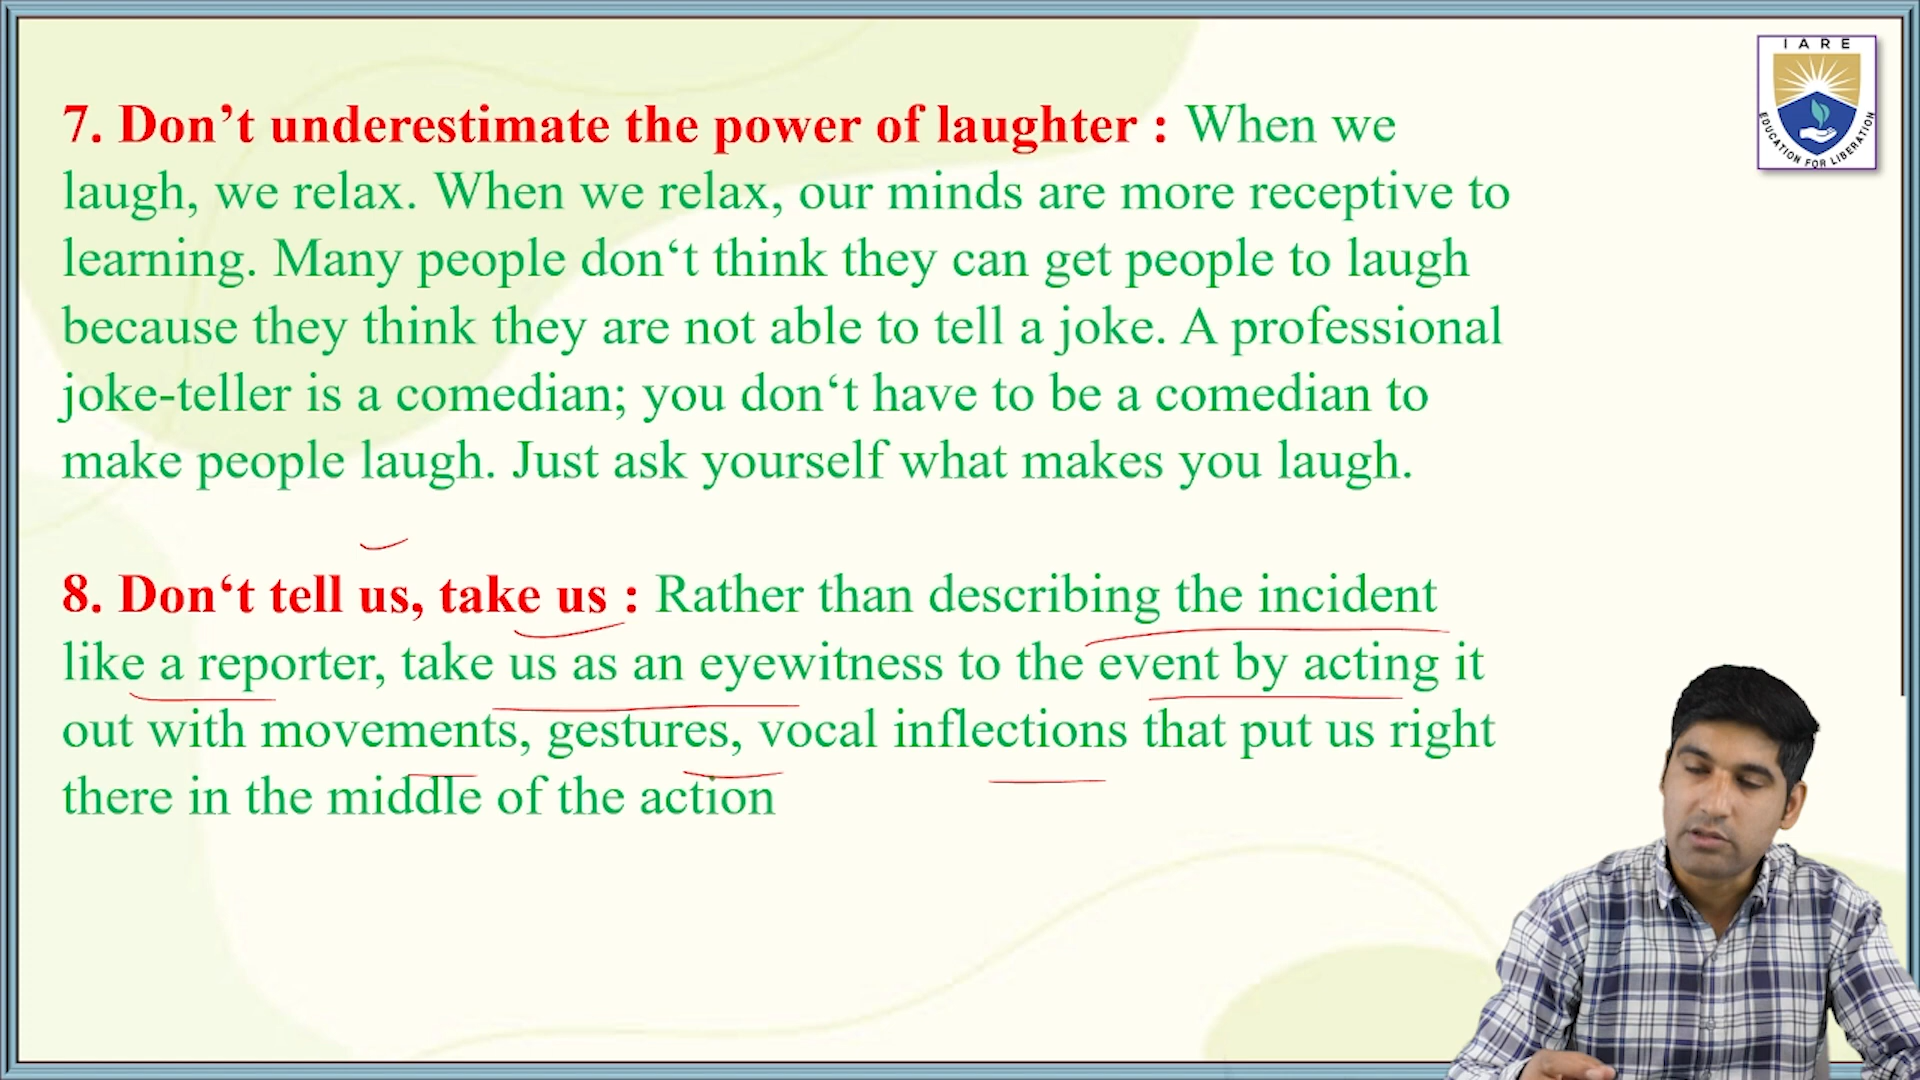 IARE
EDUCATION FOR LIBERATION
7. Don’t underestimate the power of laughter : When we
laugh, we relax. When we relax, our minds are more receptive to
learning. Many people don‘t think they can get people to laugh
because they think they are not able to tell a joke. A professional
joke-teller is a comedian; you don‘t have to be a comedian to
make people laugh. Just ask yourself what makes you laugh.
8. Don‘t tell us, take us : Rather than describing the incident
like a reporter, take us as an eyewitness to the event by acting it
out with movements, gestures, vocal inflections that put us right
there in the middle of the action